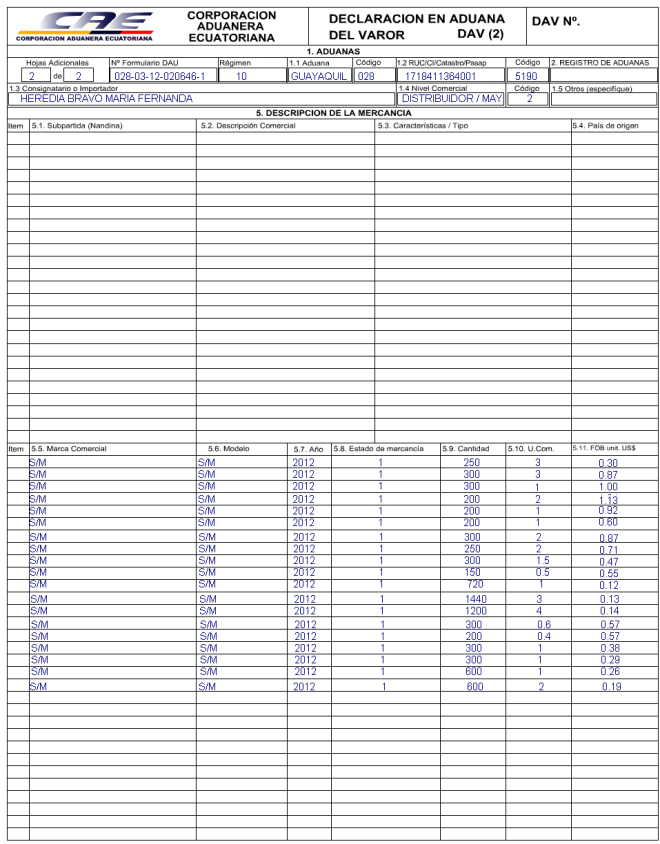 CAE
CORPORACION ADUANERA ECUATORIANA
CORPORACION
ADUANERA
ECUATORIANA
DECLARACION EN ADUANA
DEL VAROR DAV (2)
DAV Nº.
1. ADUANAS
Hojas Adicionales Nº Formulario DAU Régimen 1.1 Aduana Código 1.2 RUC/CI/Catastro/Pasap Código 2. REGISTRO DE ADUANAS
2 de 2 028-03-12-020646-1 10 GUAYAQUIL 028 1718411364001 5190
1.3 Consignatario o Importador 1.4 Nivel Comercial Código 1.5 Otros (especifique)
HEREDIA BRAVO MARIA FERNANDA DISTRIBUIDOR / MAY 2
5. DESCRIPCION DE LA MERCANCIA
Item 5.1. Subpartida (Nandina) 5.2. Descripción Comercial 5.3. Características / Tipo 5.4. País de origen
Item 5.5. Marca Comercial 5.6. Modelo 5.7. Año 5.8. Estado de mercancía 5.9. Cantidad 5.10. U.Com. 5.11. FOB unit. US$
S/M S/M 2012 1 250 3 0.30
S/M S/M 2012 1 300 3 0.87
S/M S/M 2012 1 300 1 1.00
S/M S/M 2012 1 200 2 1.13
S/M S/M 2012 1 200 1 0.92
S/M S/M 2012 1 200 1 0.60
S/M S/M 2012 1 300 2 0.87
S/M S/M 2012 1 250 2 0.71
S/M S/M 2012 1 300 1.5 0.47
S/M S/M 2012 1 150 0.5 0.55
S/M S/M 2012 1 720 1 0.12
S/M S/M 2012 1 1440 3 0.13
S/M S/M 2012 1 1200 4 0.14
S/M S/M 2012 1 300 0.6 0.57
S/M S/M 2012 1 200 0.4 0.57
S/M S/M 2012 1 300 1 0.38
S/M S/M 2012 1 300 1 0.29
S/M S/M 2012 1 600 1 0.26
S/M S/M 2012 1 600 2 0.19